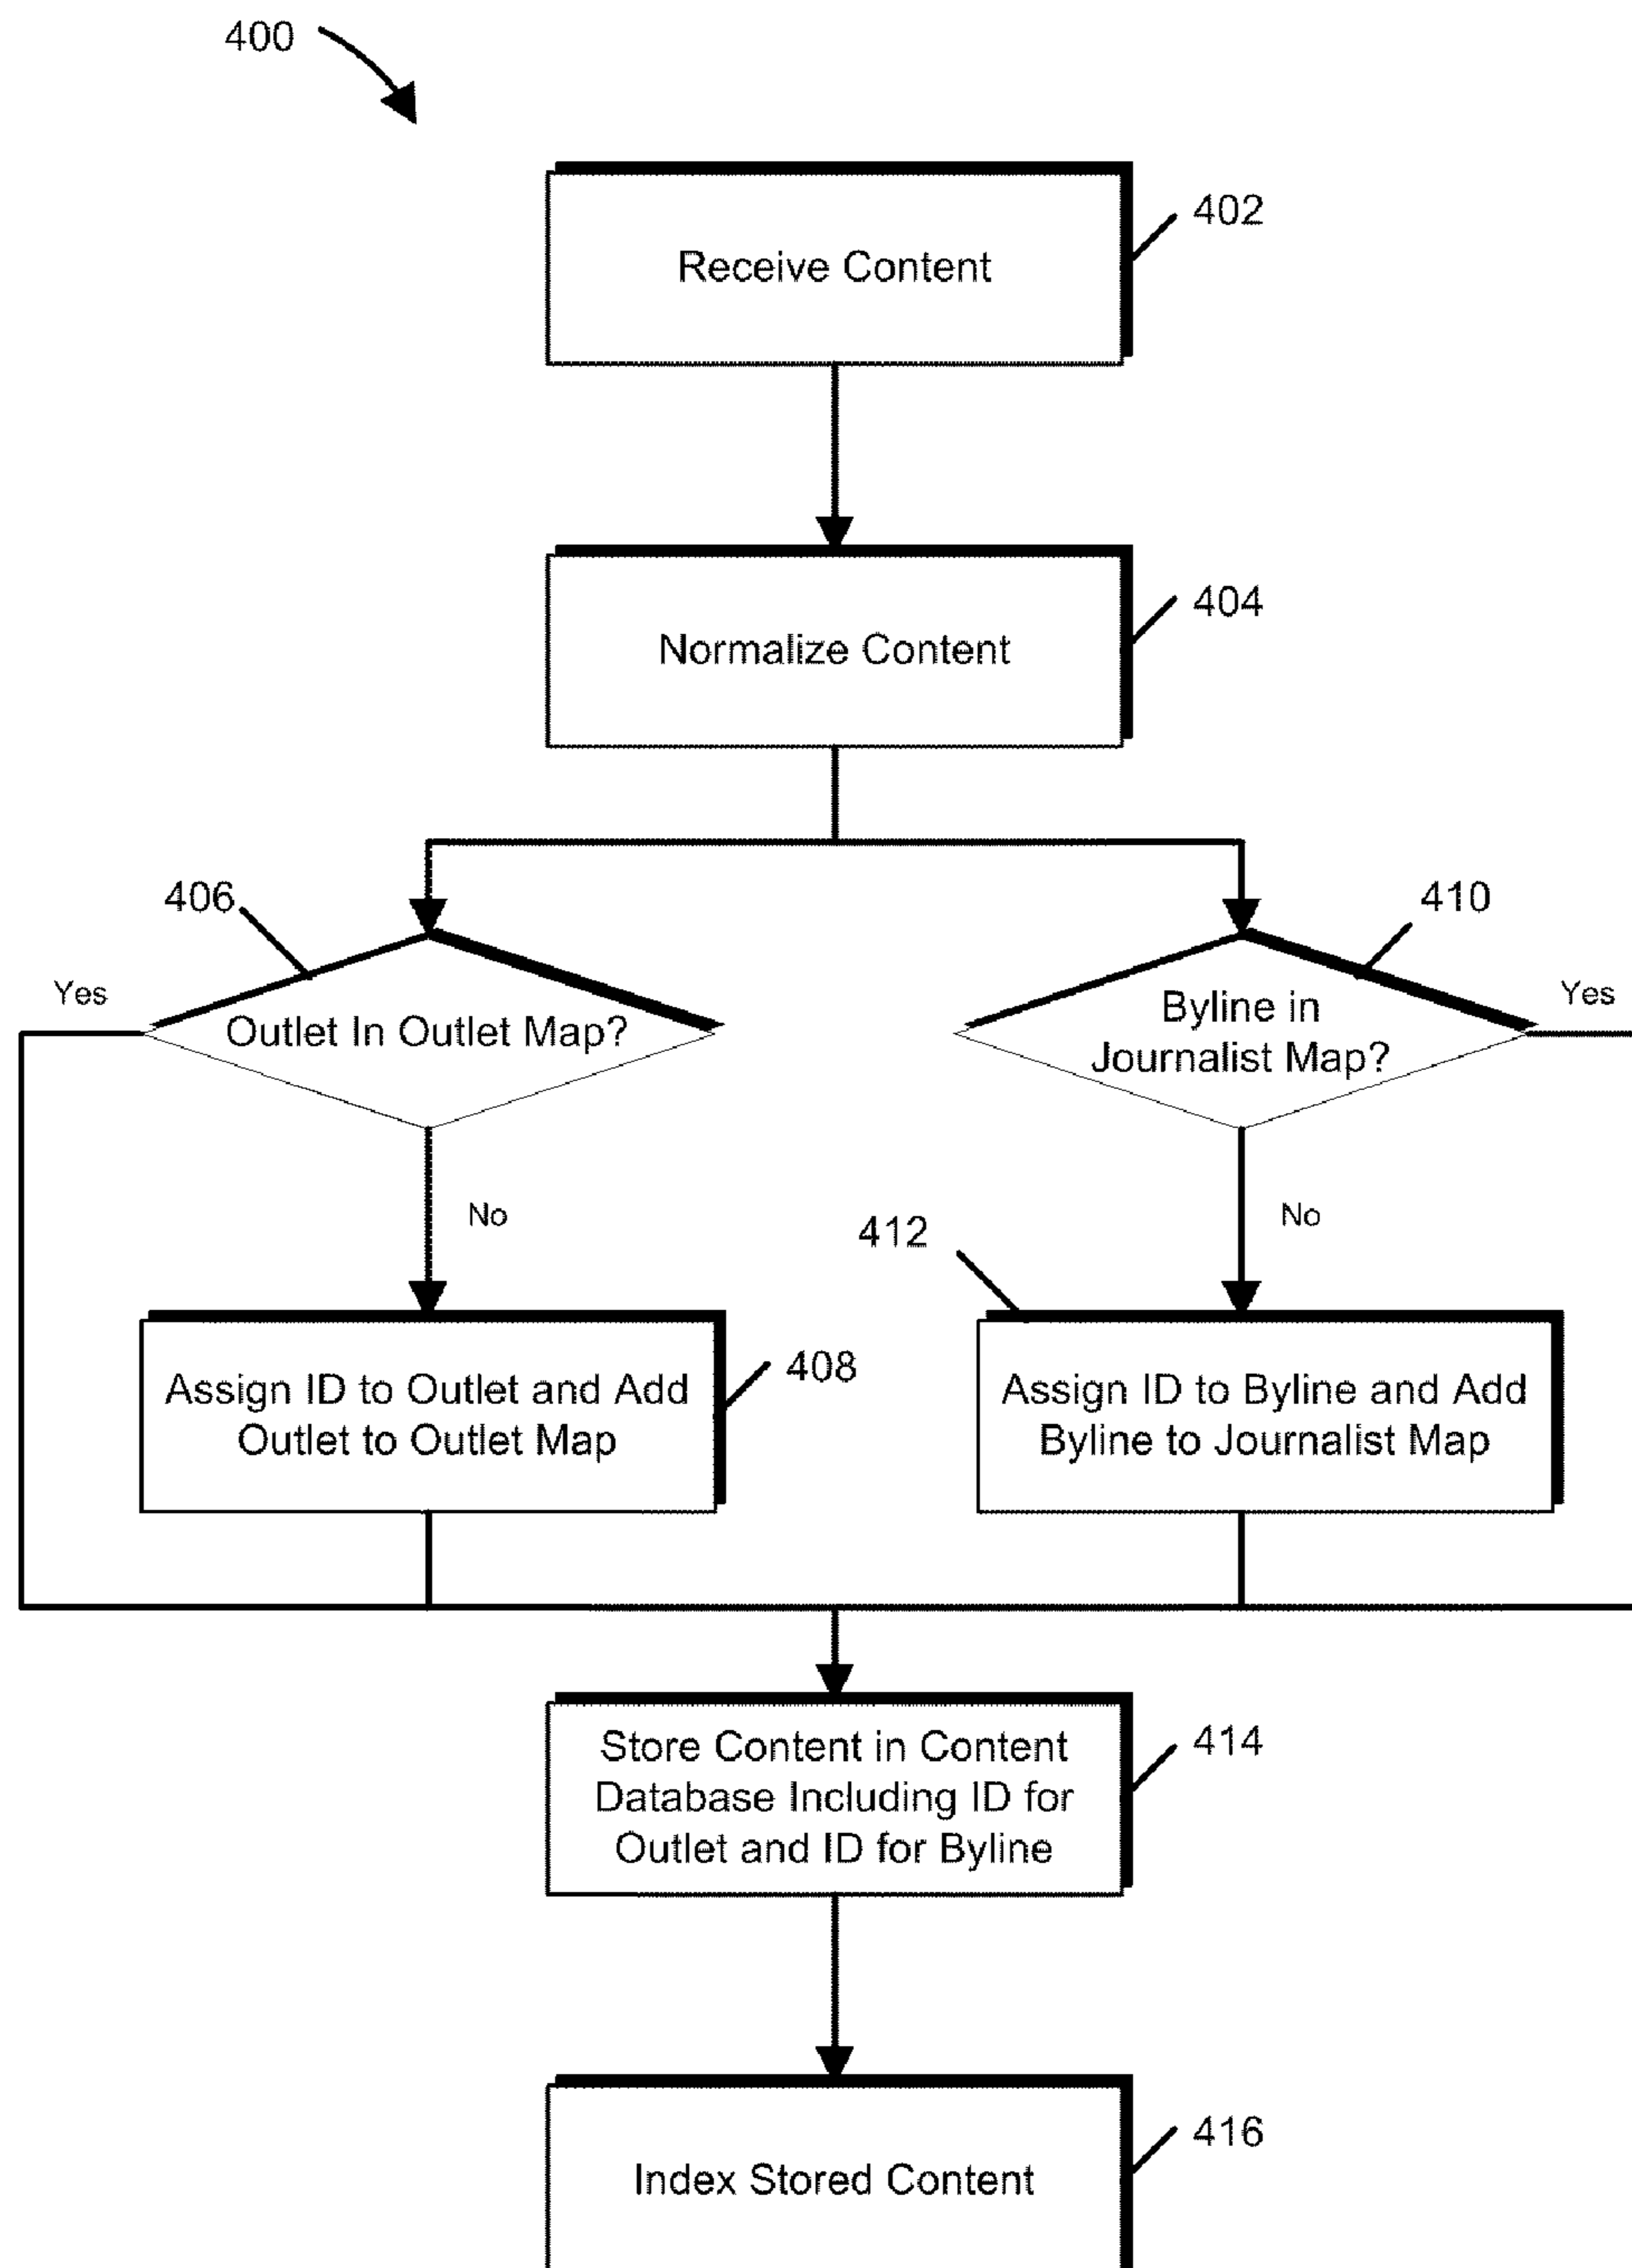 400
402
Receive Content
404
Normalize Content
406
410
Yes
Yes
Outlet In Outlet Map?
Byline in
Journalist Map?
No
No
412
408
Assign ID to Outlet and Add
Outlet to Outlet Map
Assign ID to Byline and Add
Byline to Journalist Map
414
Store Content in Content
Database Including ID for
Outlet and ID for Byline
416
Index Stored Content